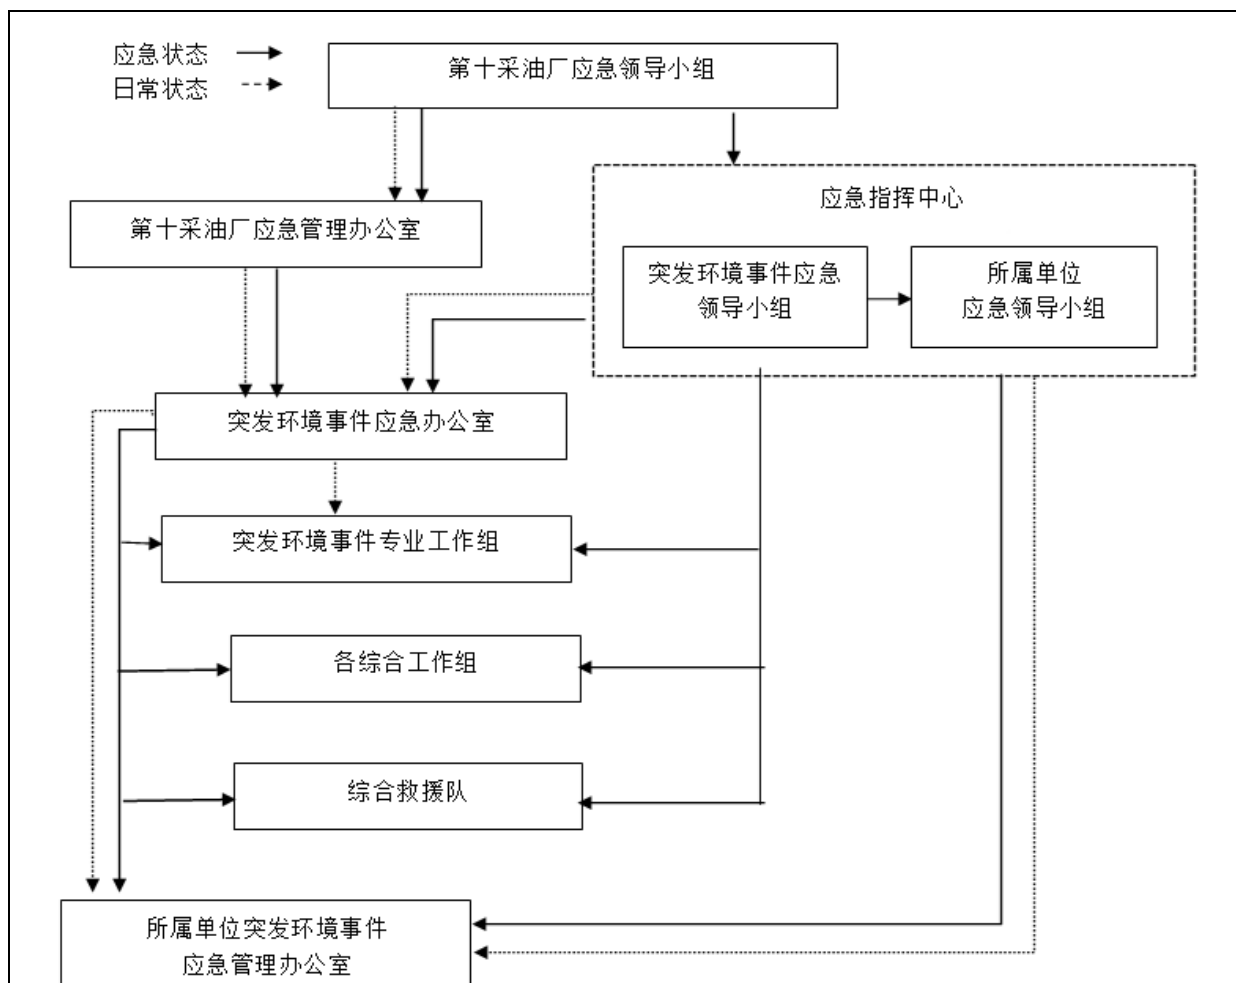 应急状态
日常状态
第十采油厂应急领导小组
应急指挥中心
第十采油厂应急管理办公室
突发环境事件应急
领导小组
所属单位
应急领导小组
突发环境事件应急办公室
突发环境事件专业工作组
各综合工作组
综合救援队
所属单位突发环境事件
应急管理办公室